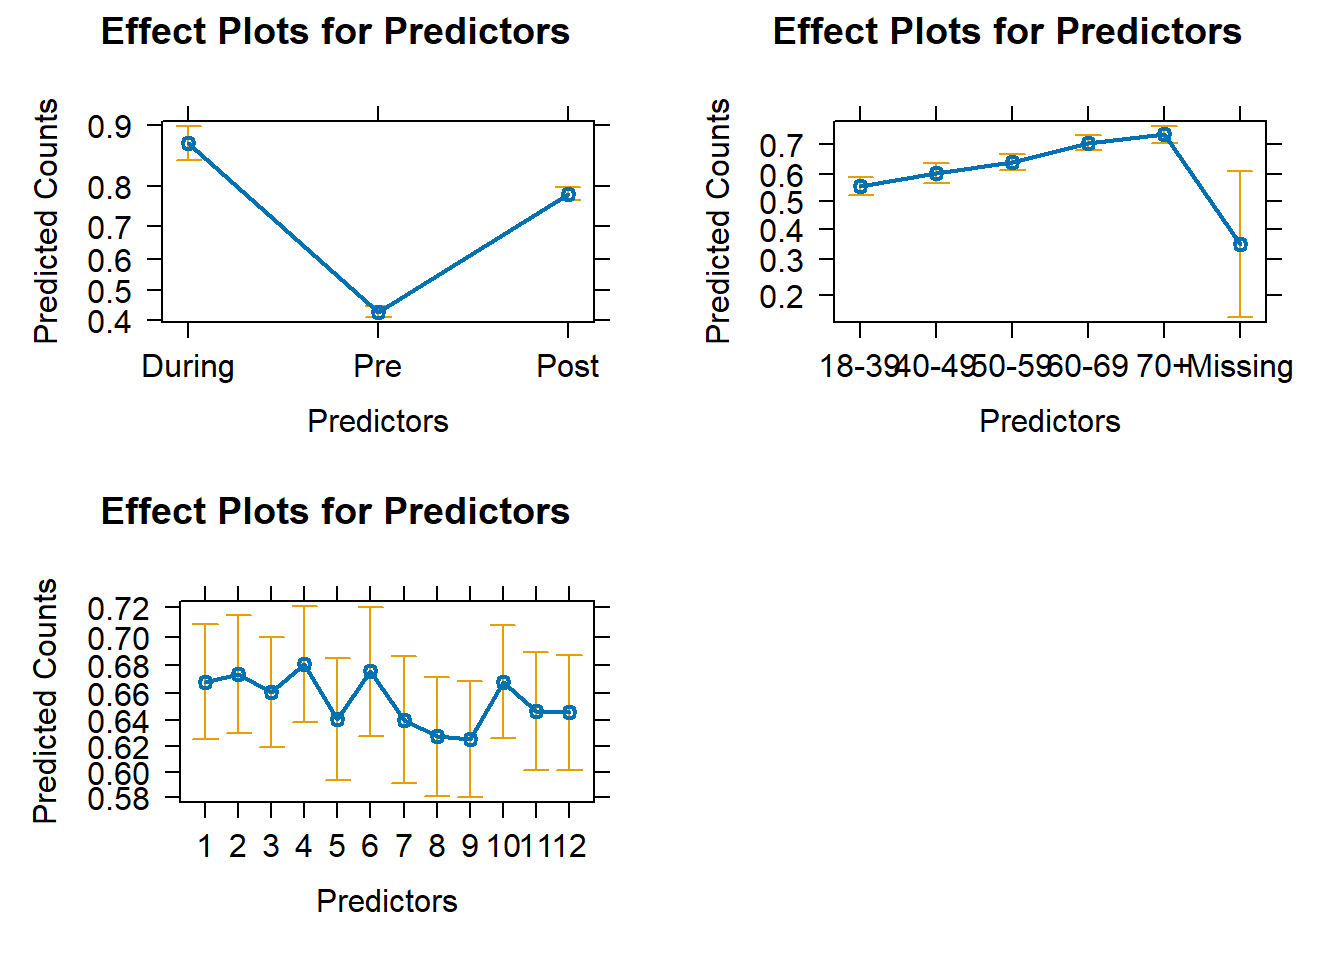 Effect Plots for Predictors
Predicted Counts
0.9
0.8
0.7
0.6
0.5
0.4
During Pre Post
Predictors
Effect Plots for Predictors
Predicted Counts
0.7
0.6
0.5
0.4
0.3
0.2
18-39 40-49 50-59 60-69 70+ Missing
Predictors
Effect Plots for Predictors
Predicted Counts
0.72
0.70
0.68
0.66
0.64
0.62
0.60
0.58
1 2 3 4 5 6 7 8 9 10 11 12
Predictors